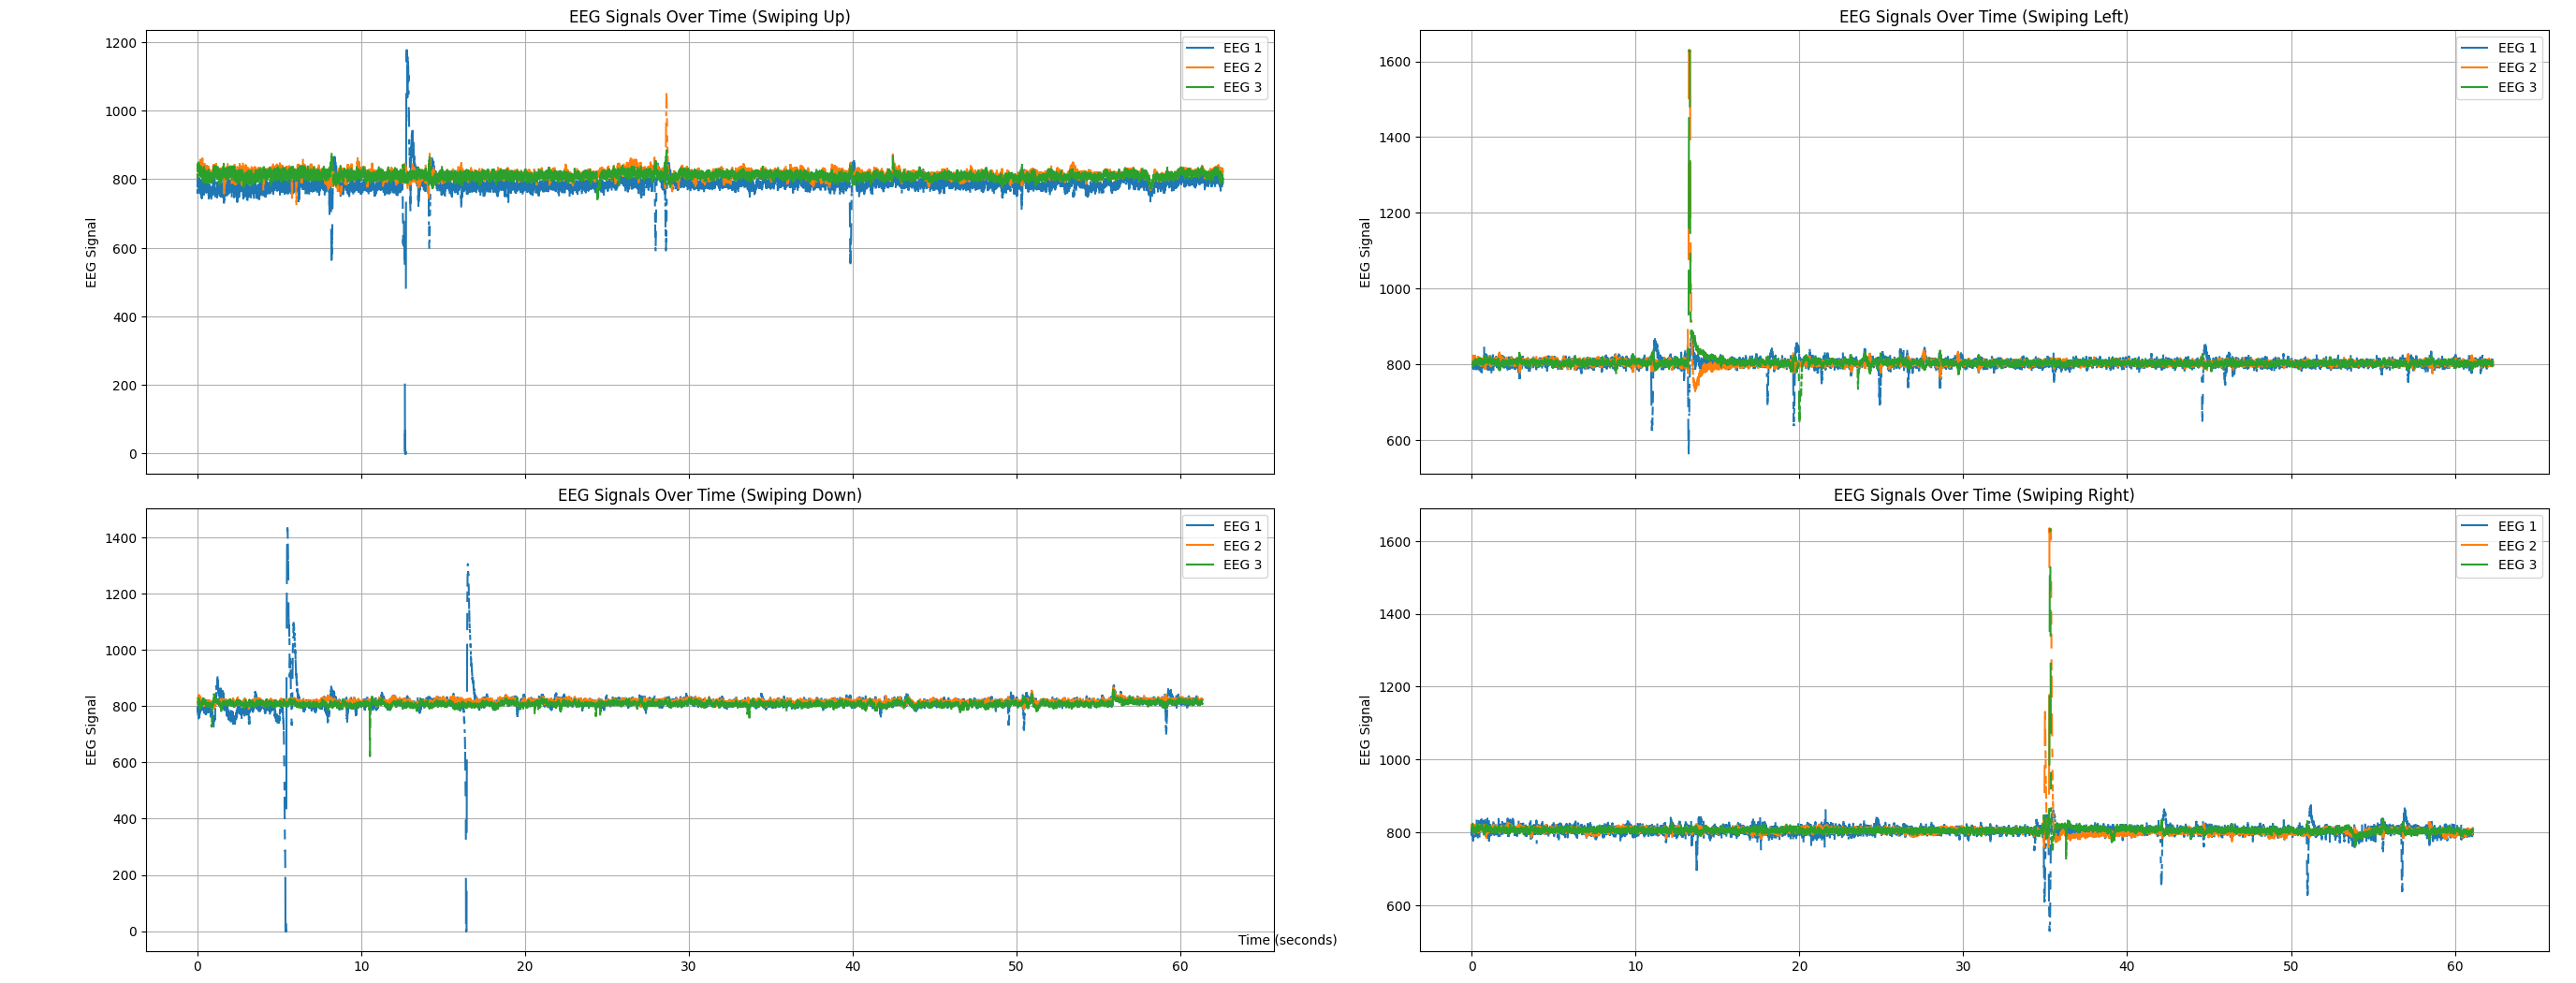 EEG Signals Over Time (Swiping Up)
1200
1000
800
600
400
200
0
EEG Signal
EEG 1
EEG 2
EEG 3
EEG Signals Over Time (Swiping Left)
1600
1400
1200
1000
800
600
EEG Signal
EEG 1
EEG 2
EEG 3
EEG Signals Over Time (Swiping Down)
1400
1200
1000
800
600
400
200
0
EEG Signal
EEG 1
EEG 2
EEG 3
0 10 20 30 40 50 60
Time (seconds)
EEG Signals Over Time (Swiping Right)
1600
1400
1200
1000
800
600
EEG Signal
EEG 1
EEG 2
EEG 3
0 10 20 30 40 50 60